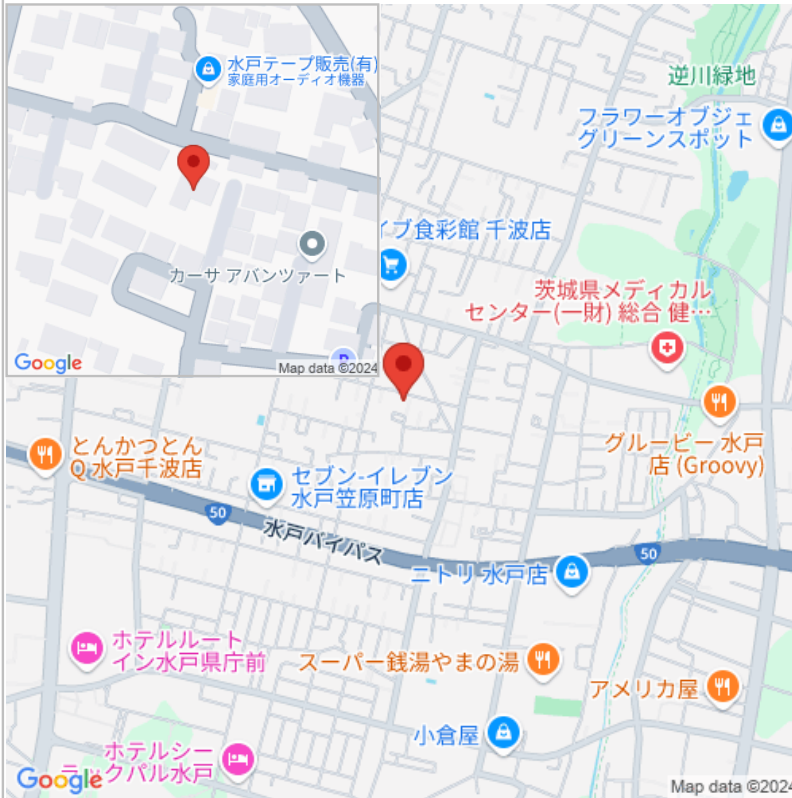 水戸テープ販売(有)
家庭用オーディオ機器
カーサ アバンツァート
P
Google
Map data ©2024
逆川緑地
フラワーオブジェ
グリーンスポット
イブ食彩館 千波店
茨城県メディカル
センター(一財) 総合 健…
グルービー 水戸
店 (Groovy)
とんかつとん
Q 水戸千波店
セブン-イレブン
水戸笠原町店
50
水戸バイパス
50
ニトリ 水戸店
ホテルルート
イン水戸県庁前
スーパー銭湯やまの湯
アメリカ屋
小倉屋
ホテルシー
ラックパル水戸
Google
Map data ©2024